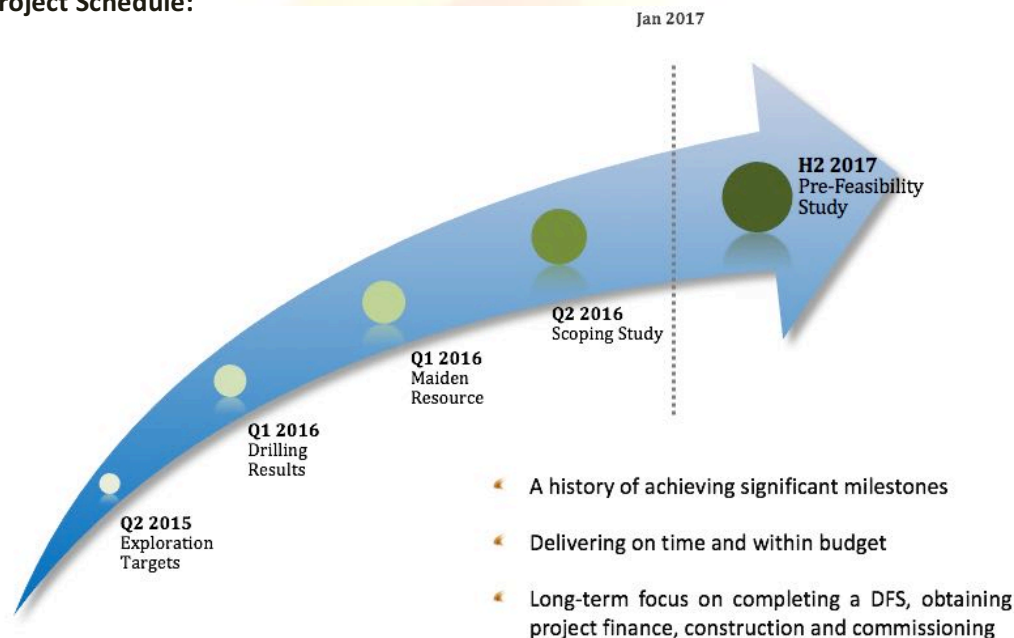 roject Schedule:
Jan 2017
H2 2017
Pre-Feasibility
Study
Q2 2016
Scoping Study
Q1 2016
Maiden
Resource
Q1 2016
Drilling
Results
Q2 2015
Exploration
Targets
A history of achieving significant milestones
Delivering on time and within budget
Long-term focus on completing a DFS, obtaining
project finance, construction and commissioning